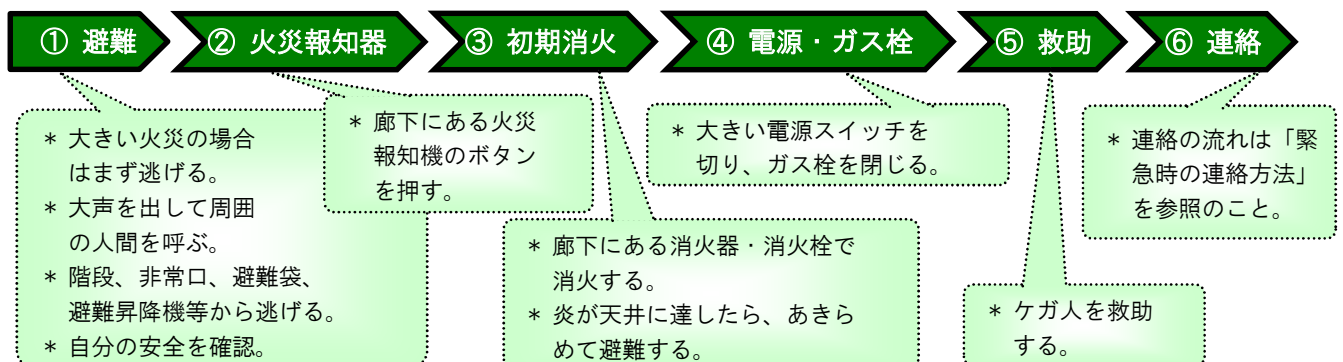 ① 避難
② 火災報知器
③ 初期消火
④ 電源・ガス栓
⑤ 救助
⑥ 連絡
* 大きい火災の場合
はまず逃げる。
* 大声を出して周囲
の人間を呼ぶ。
* 階段、非常口、避難袋、
避難昇降機等から逃げる。
* 自分の安全を確認。
* 廊下にある火災
報知機のボタン
を押す。
* 廊下にある消火器・消火栓で
消火する。
* 炎が天井に達したら、あきら
めて避難する。
* 大きい電源スイッチを
切り、ガス栓を閉じる。
* ケガ人を救助
する。
* 連絡の流れは「緊
急時の連絡方法」
を参照のこと。